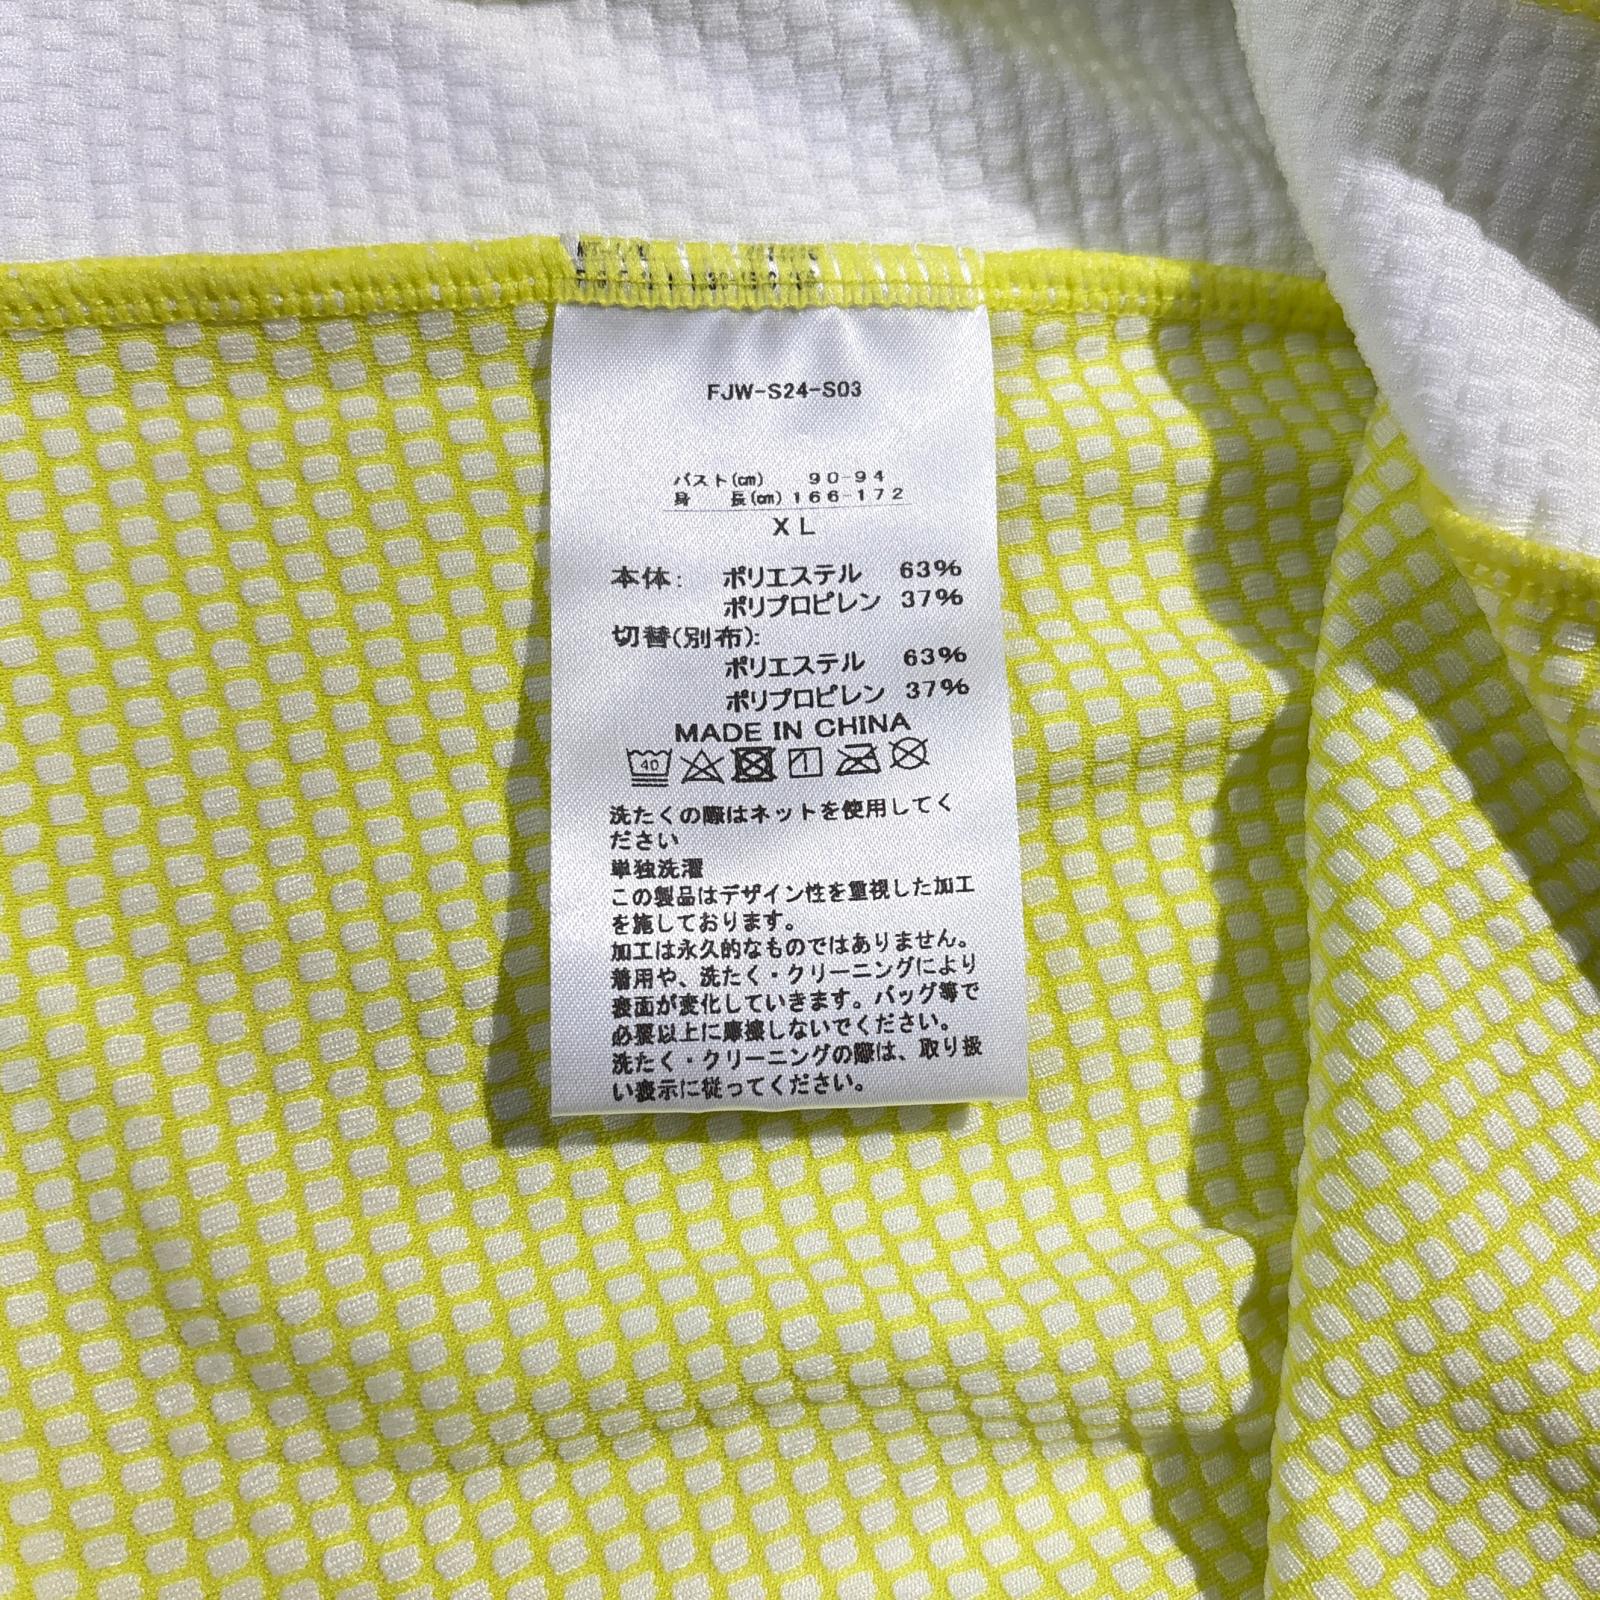 FJW-S24-S03
バスト(cm) 90-94
身 長(cm) 166-172
XL
本体: ポリエステル 63%
ポリプロピレン 37%
切替(別布):
ポリエステル 63%
ポリプロピレン 37%
MADE IN CHINA
40
洗たくの際はネットを使用してく
ださい
単独洗濯
この製品はデザイン性を重視した加工
を施しております。
加工は永久的なものではありません。
着用や、洗たく・クリーニングにより
表面が変化していきます。バッグ等で
必要以上に摩擦しないでください。
洗たく・クリーニングの際は、取り扱
い表示に従ってください。